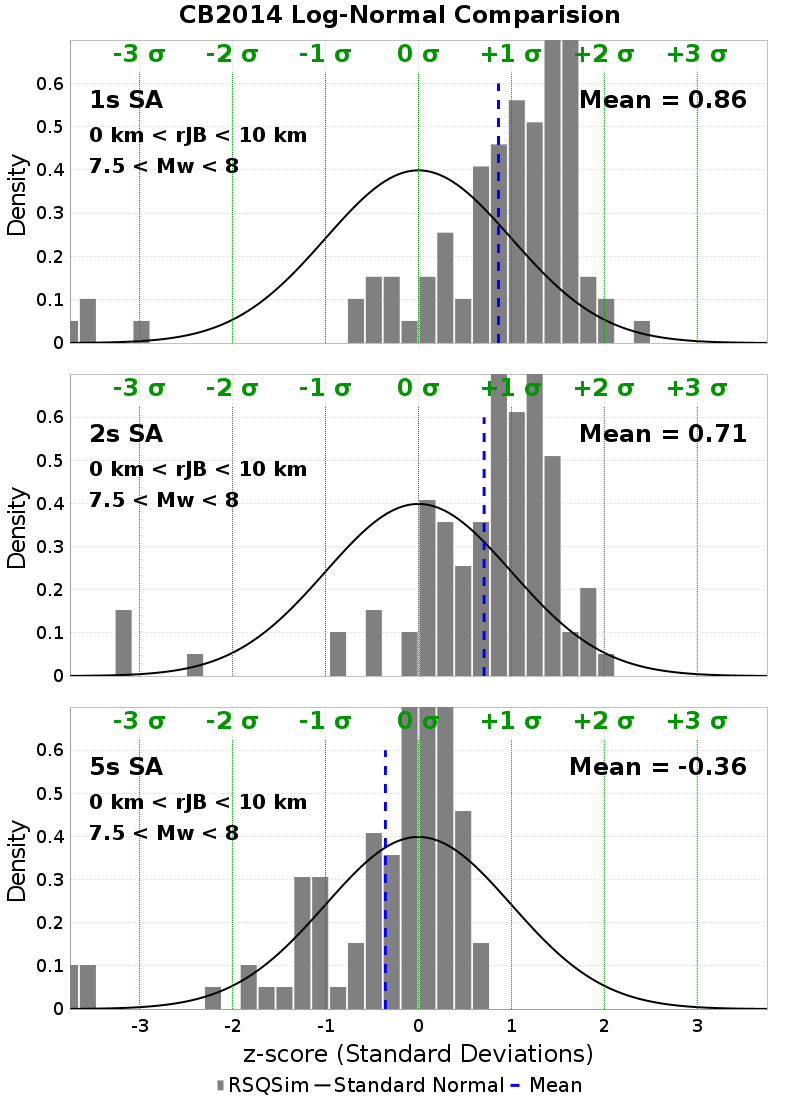 CB2014 Log-Normal Comparision
-3 σ -2 σ -1 σ 0 σ +1 σ +2 σ +3 σ
0.6
1s SA Mean = 0.86
0.5
0 km < rJB < 10 km
0.4
7.5 < Mw < 8
0.3
0.2
0.1
0
Density
-3 σ -2 σ -1 σ 0 σ +1 σ +2 σ +3 σ
0.6
2s SA Mean = 0.71
0.5
0 km < rJB < 10 km
0.4
7.5 < Mw < 8
0.3
0.2
0.1
0
Density
-3 σ -2 σ -1 σ 0 σ +1 σ +2 σ +3 σ
0.6
5s SA Mean = -0.36
0.5
0 km < rJB < 10 km
0.4
7.5 < Mw < 8
0.3
0.2
0.1
0
Density
-3 -2 -1 0 1 2 3
z-score (Standard Deviations)
RSQSim Standard Normal Mean